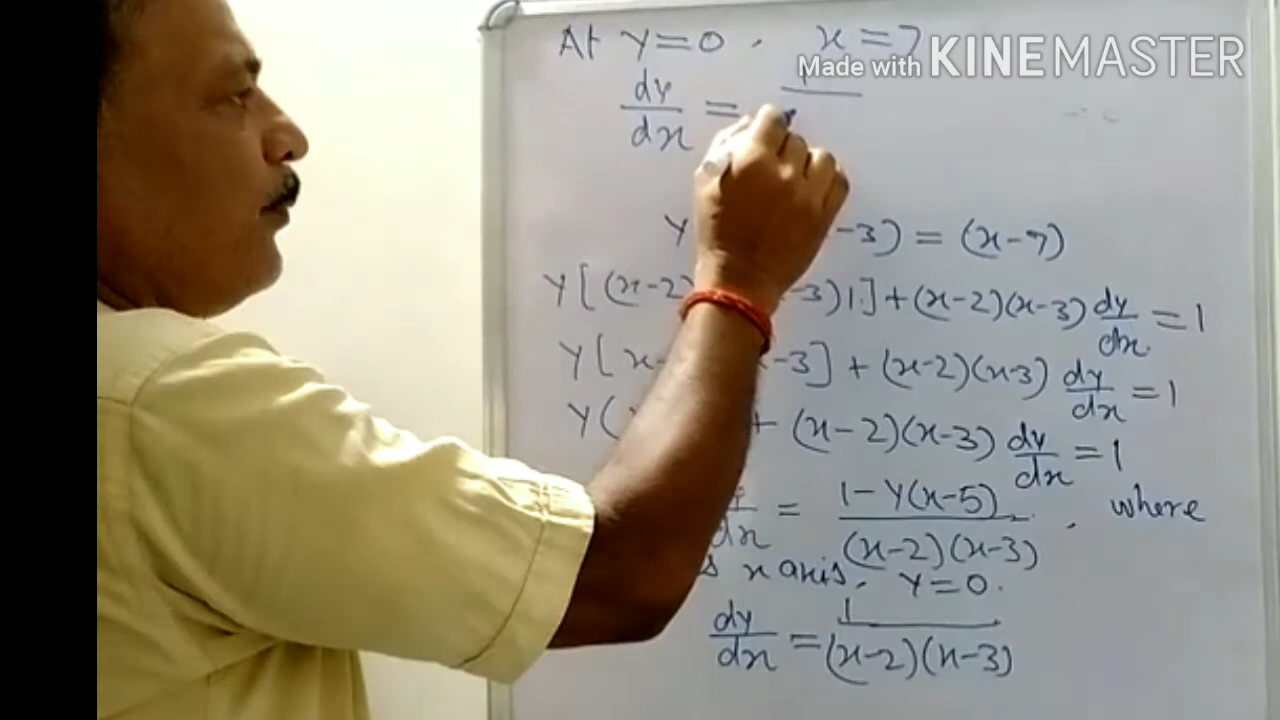 At y=0, x=7
Made with KINEMASTER
dy/dx = 1
y -3) = (x-7)
y[(x-2) -3)1.]+(x-2)(x-3)dy/dx.=1
y[x- -3]+(x-2)(x-3)dy/dx=1
y( + (x-2)(x-3)dy/dx=1
dx = 1-y(x-5)/(x-2)(x-3), where
s x axis, y=0.
dy/dx = 1/(x-2)(x-3)